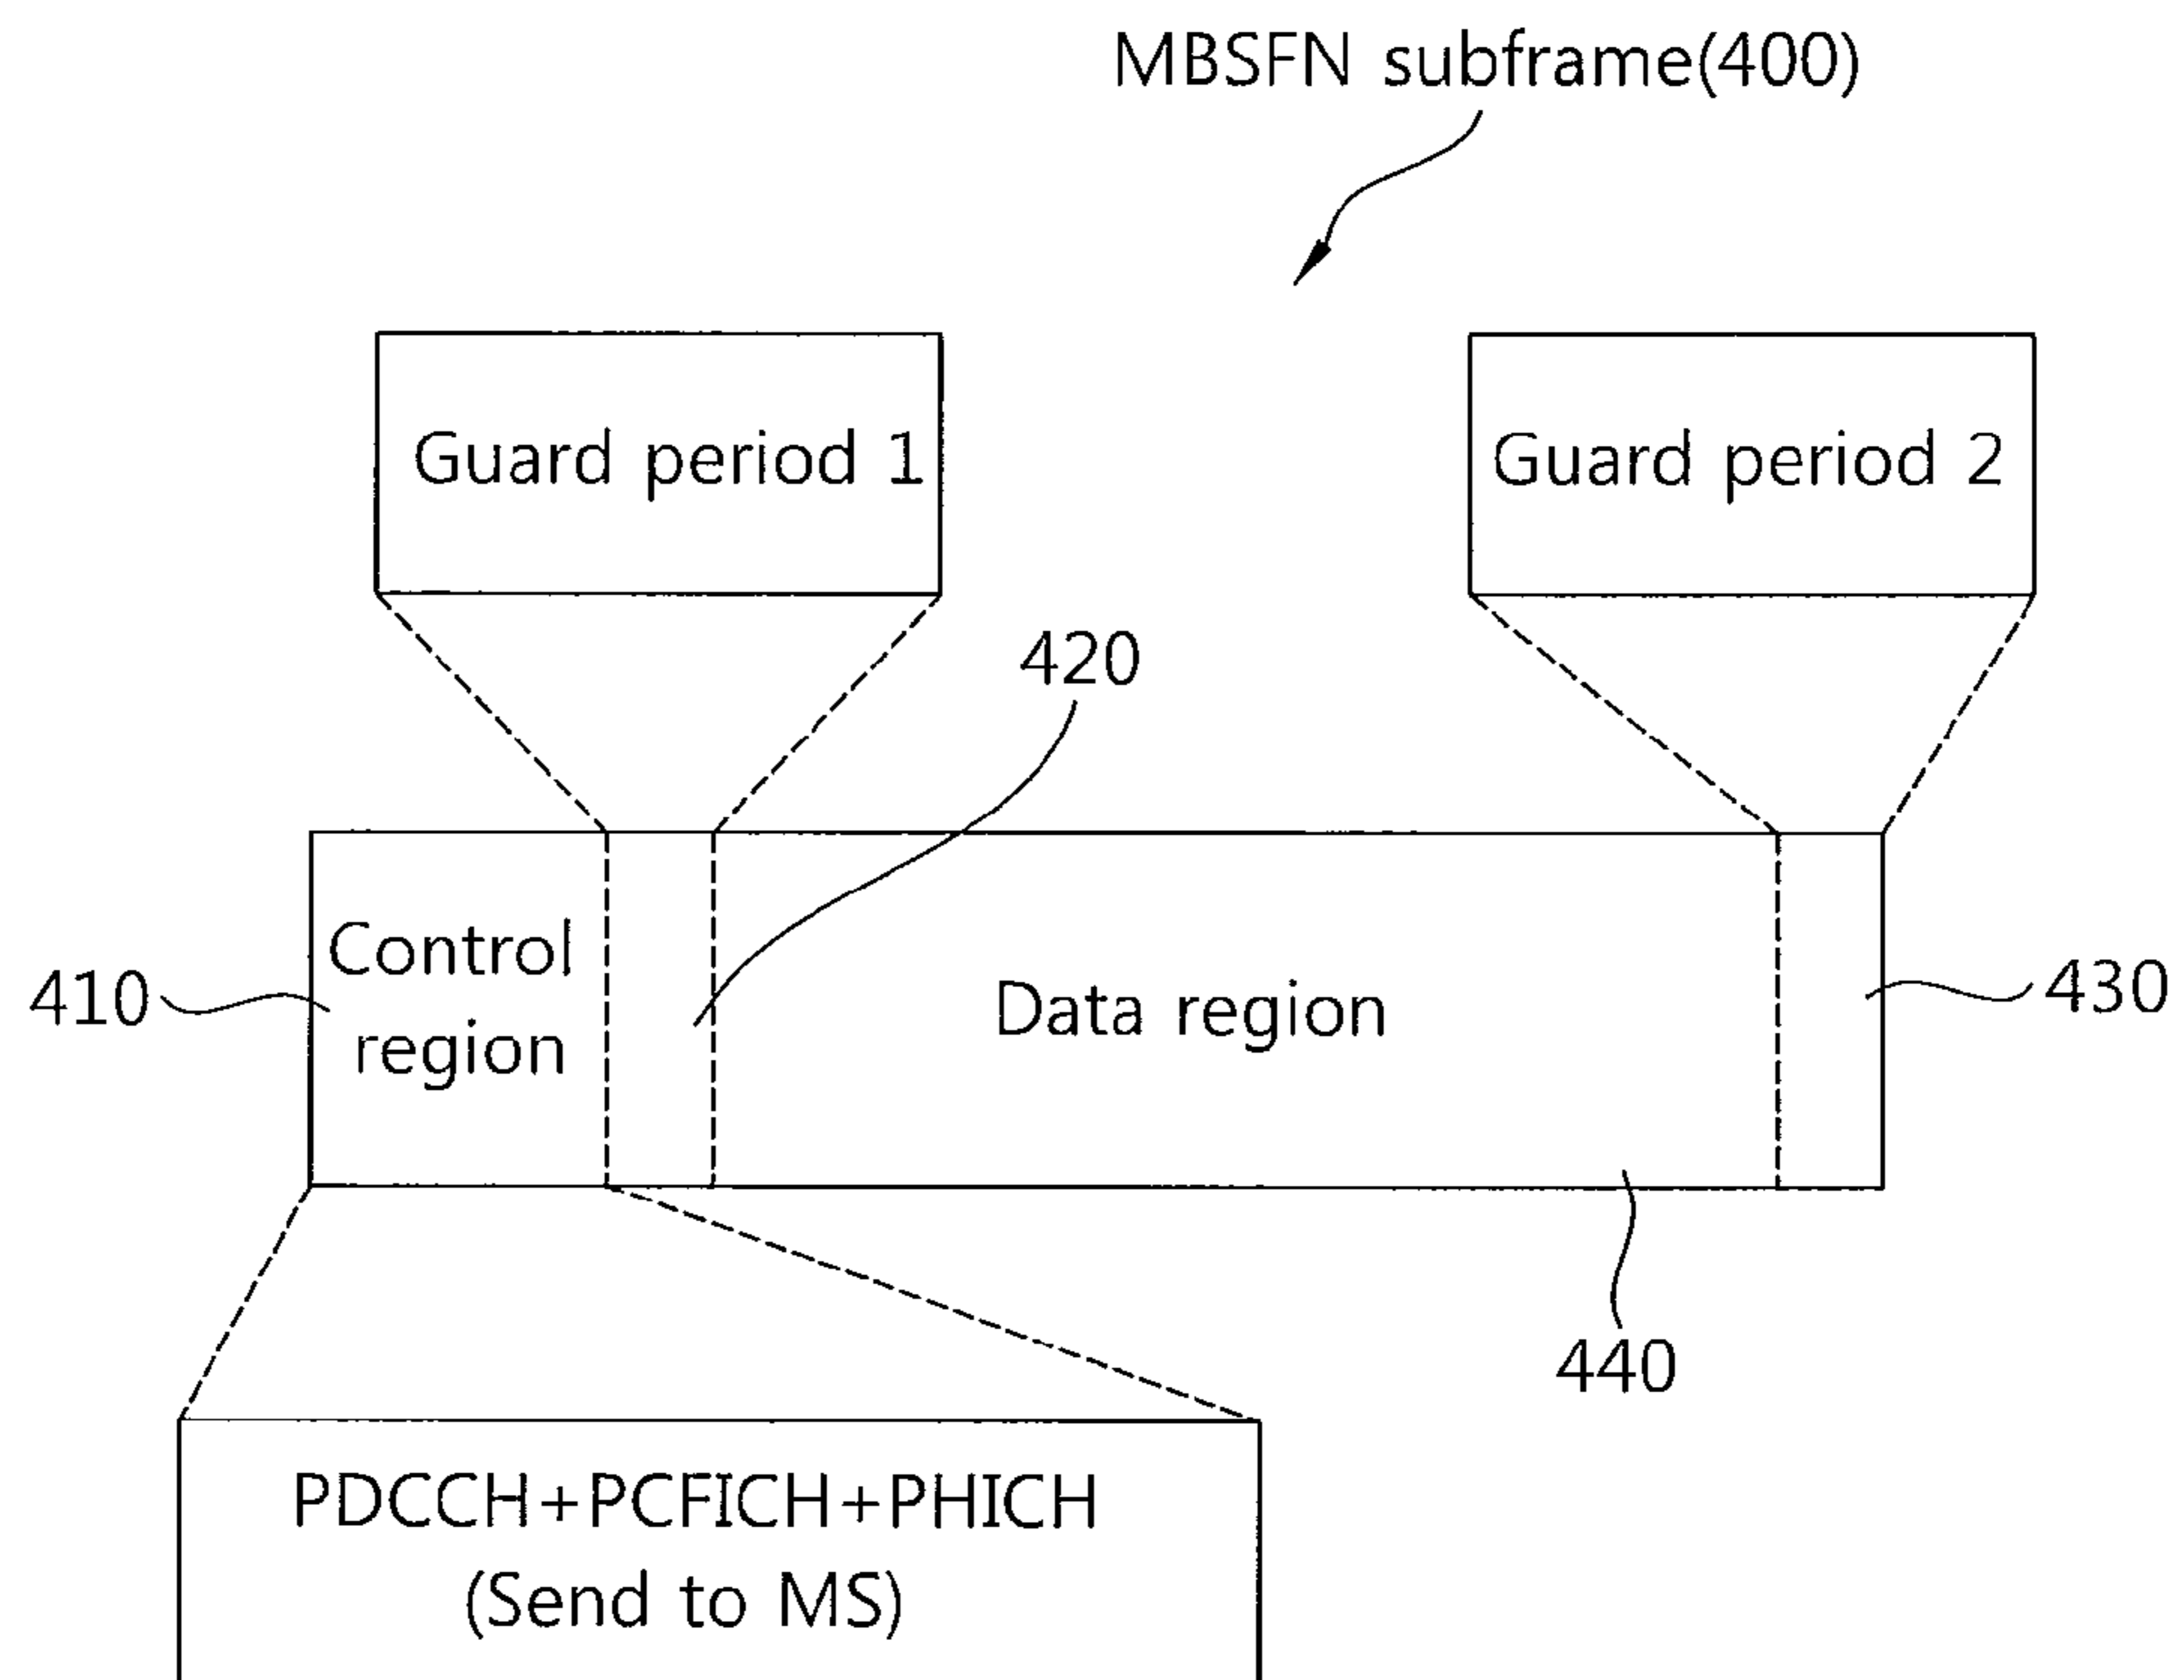 MBSFN subframe(400)
Guard period 1
Guard period 2
420
Control
region
410
Data region
430
440
PDCCH+PCFICH+PHICH
(Send to MS)